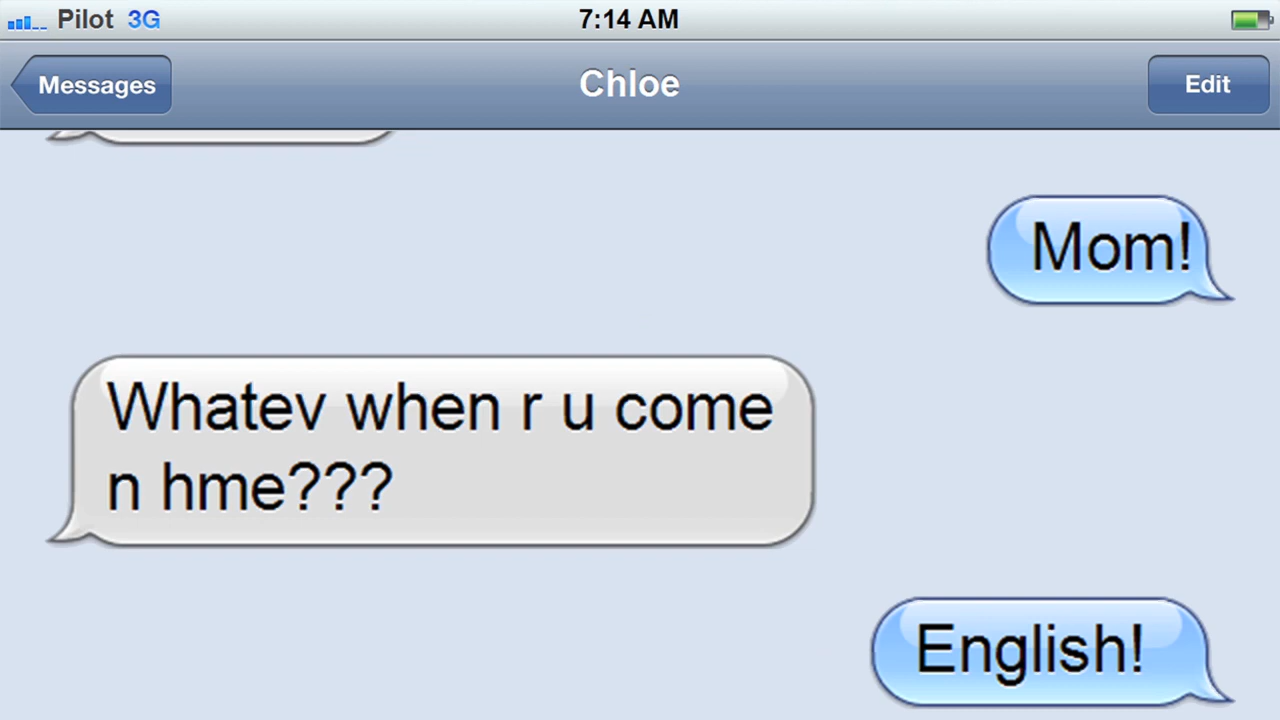 Pilot 3G 7:14 AM
Messages Chloe Edit
Mom!
Whatev when r u come
n hme???
English!